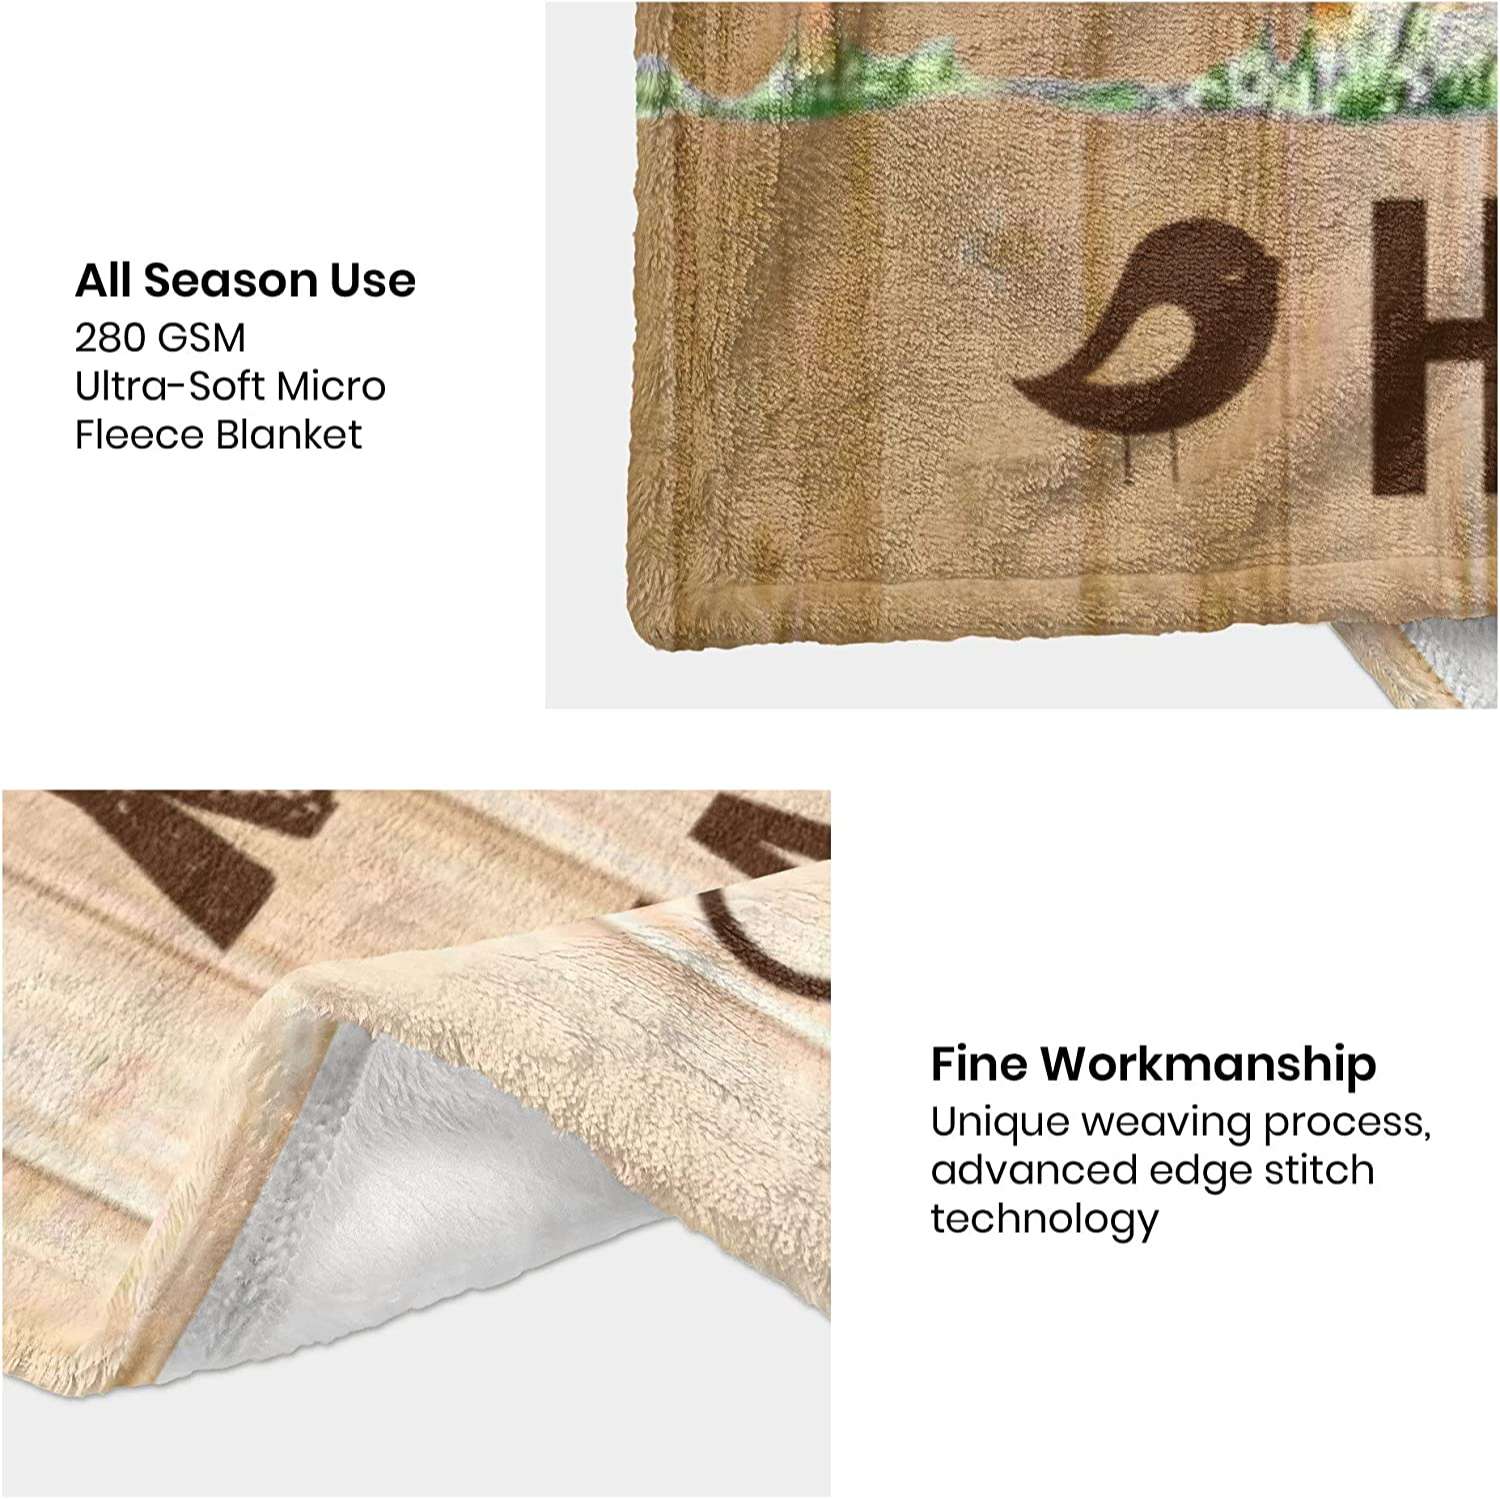 All Season Use
280 GSM
Ultra-Soft Micro
Fleece Blanket
H
Fine Workmanship
Unique weaving process,
advanced edge stitch
technology